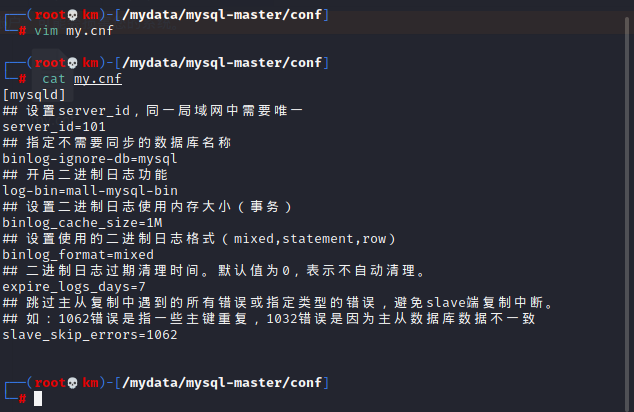 ┌──(root💀km)-[/mydata/mysql-master/conf]
└─# vim my.cnf
┌──(root💀km)-[/mydata/mysql-master/conf]
└─# cat my.cnf
[mysqld]
## 设置server_id，同一局域网中需要唯一
server_id=101
## 指定不需要同步的数据库名称
binlog-ignore-db=mysql
## 开启二进制日志功能
log-bin=mall-mysql-bin
## 设置二进制日志使用内存大小（事务）
binlog_cache_size=1M
## 设置使用的二进制日志格式（mixed,statement,row）
binlog_format=mixed
## 二进制日志过期清理时间。默认值为0，表示不自动清理。
expire_logs_days=7
## 跳过主从复制中遇到的所有错误或指定类型的错误，避免slave端复制中断。
## 如：1062错误是指一些主键重复，1032错误是因为主从数据库数据不一致
slave_skip_errors=1062
┌──(root💀km)-[/mydata/mysql-master/conf]
└─#